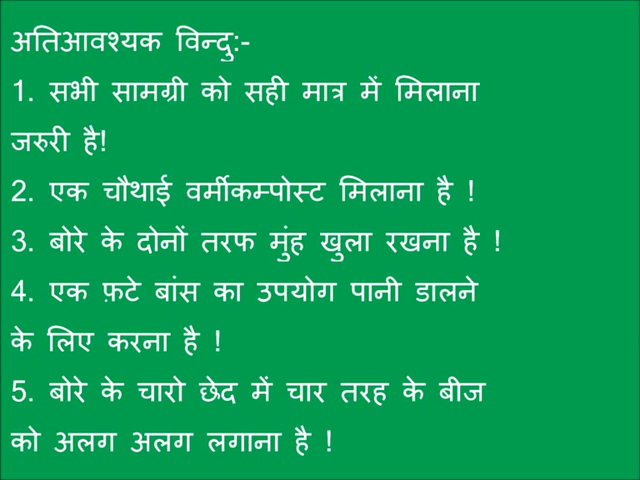 अतिआवश्यक विन्दु:-
1. सभी सामग्री को सही मात्र में मिलाना
जरुरी है!
2. एक चौथाई वर्मीकम्पोस्ट मिलाना है !
3. बोरे के दोनों तरफ मुंह खुला रखना है !
4. एक फ़टे बांस का उपयोग पानी डालने
के लिए करना है !
5. बोरे के चारो छेद में चार तरह के बीज
को अलग अलग लगाना है !